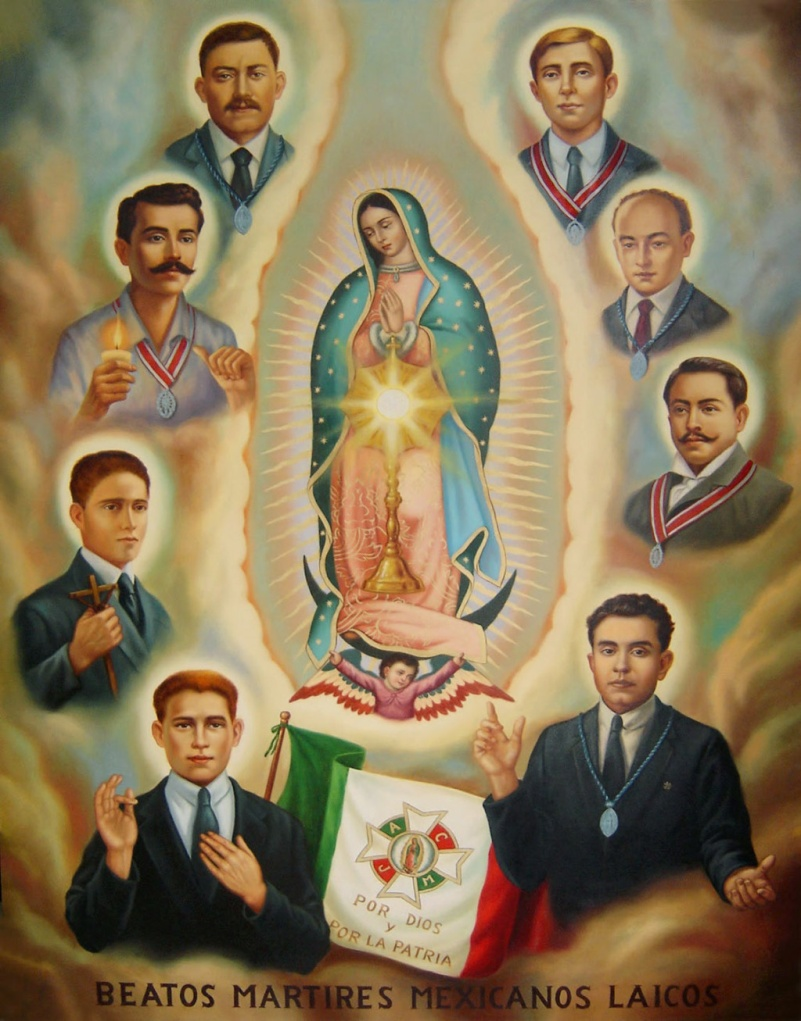 A C
J M
POR DIOS
y
POR LA PATRIA
BEATOS MARTIRES MEXICANOS LAICOS